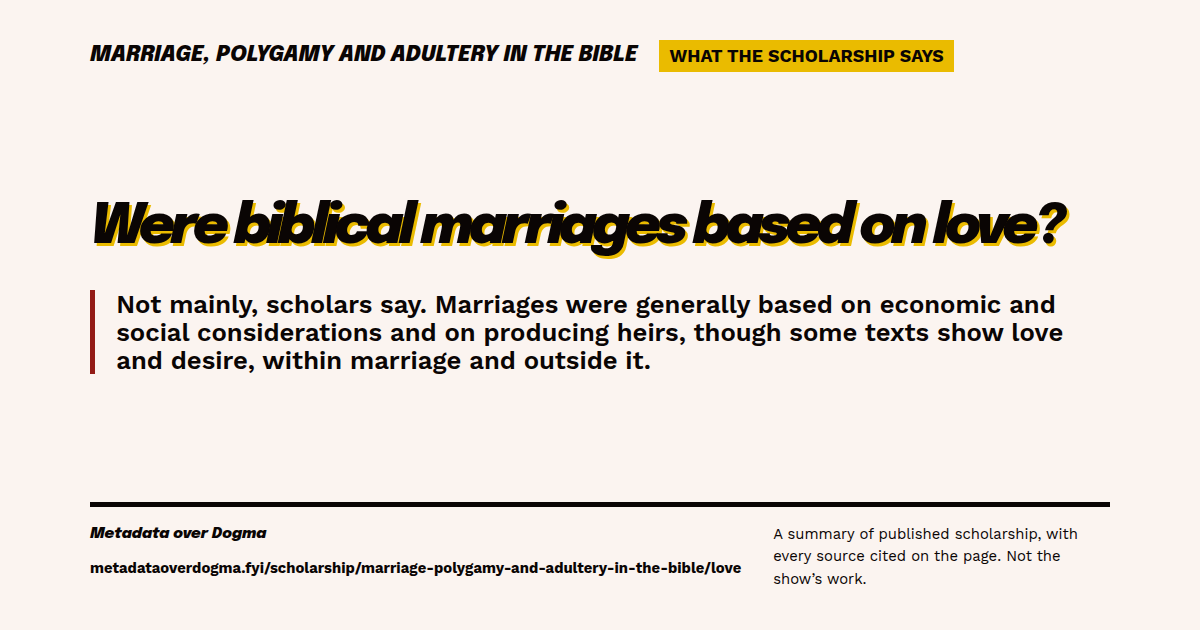 MARRIAGE, POLYGAMY AND ADULTERY IN THE BIBLE
WHAT THE SCHOLARSHIP SAYS
Were biblical marriages based on love?
Not mainly, scholars say. Marriages were generally based on economic and
social considerations and on producing heirs, though some texts show love
and desire, within marriage and outside it.
Metadata over Dogma
metadataoverdogma.fyi/scholarship/marriage-polygamy-and-adultery-in-the-bible/love
A summary of published scholarship, with
every source cited on the page. Not the
show’s work.